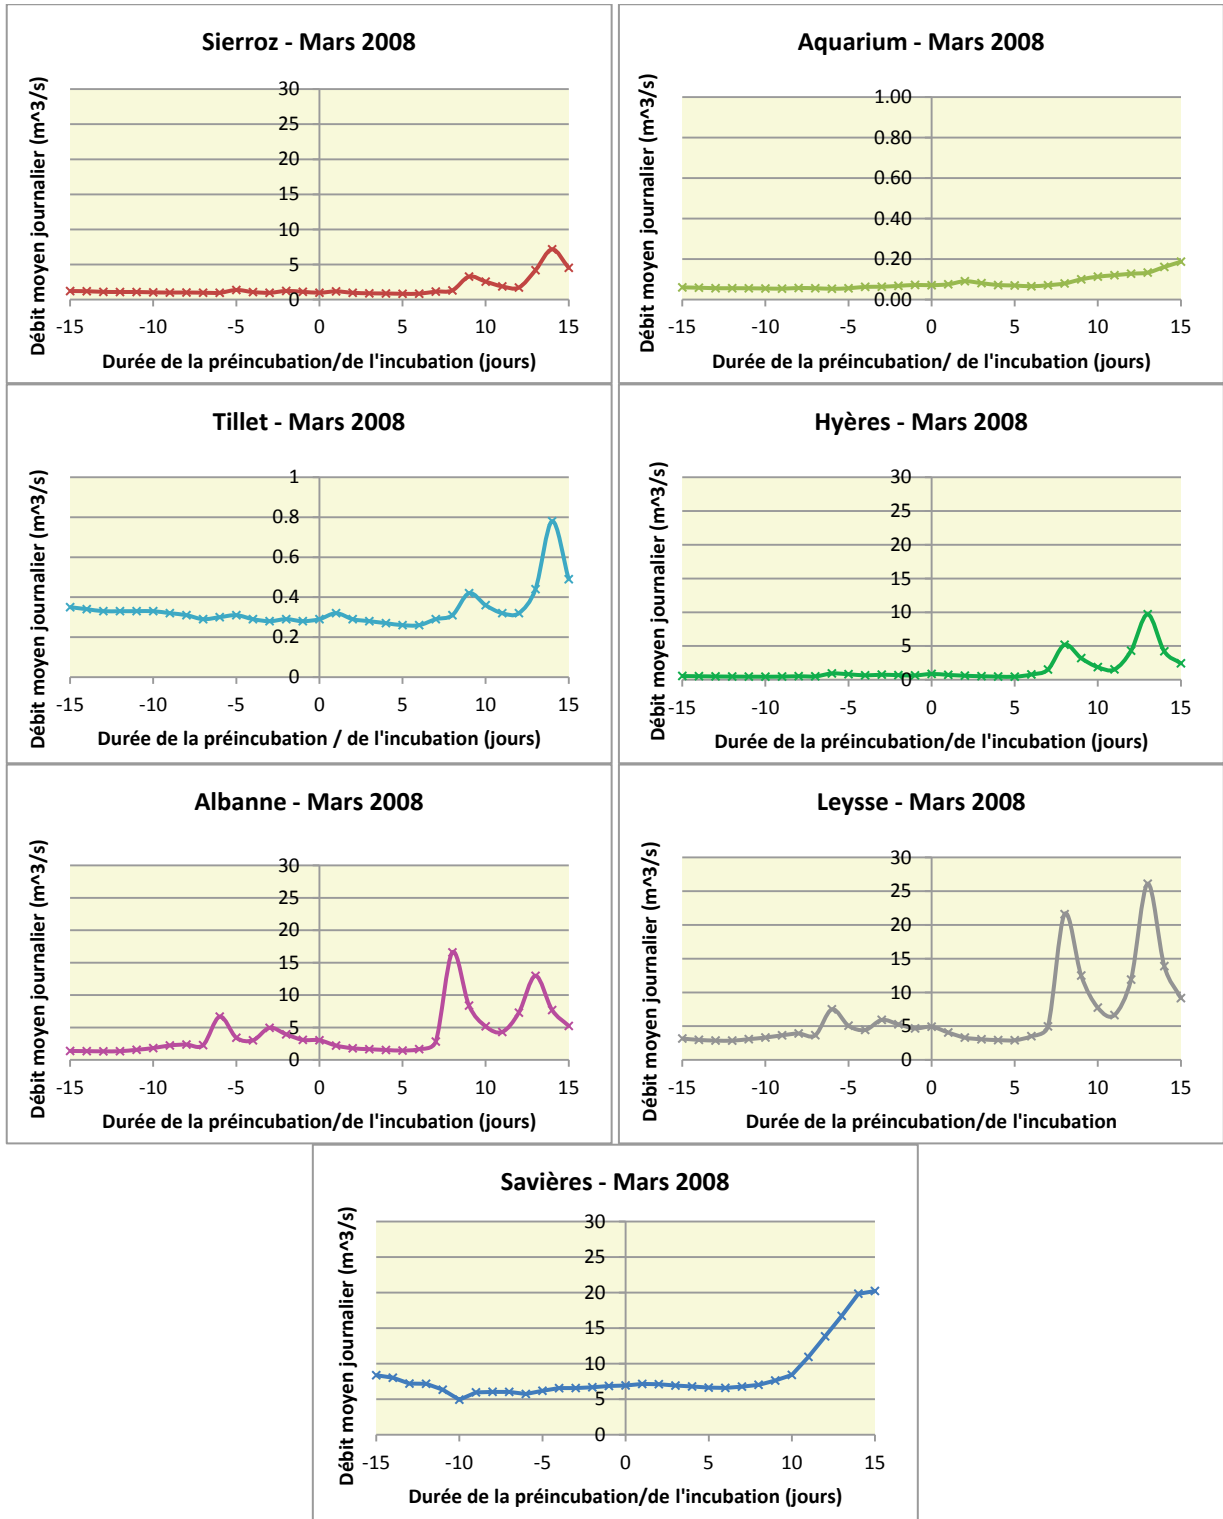 Sierroz - Mars 2008
Débit moyen journalier (m^3/s)
30
25
20
15
10
5
0
-15 -10 -5 0 5 10 15
Durée de la préincubation/de l'incubation (jours)
Aquarium - Mars 2008
Débit moyen journalier (m^3/s)
1.00
0.80
0.60
0.40
0.20
0.00
-15 -10 -5 0 5 10 15
Durée de la préincubation/ de l'incubation (jours)
Tillet - Mars 2008
Débit moyen journalier (m^3/s)
1
0.8
0.6
0.4
0.2
0
-15 -10 -5 0 5 10 15
Durée de la préincubation / de l'incubation (jours)
Hyères - Mars 2008
Débit moyen journalier (m^3/s)
30
25
20
15
10
5
0
-15 -10 -5 0 5 10 15
Durée de la préincubation/de l'incubation (jours)
Albanne - Mars 2008
Débit moyen journalier (m^3/s)
30
25
20
15
10
5
0
-15 -10 -5 0 5 10 15
Durée de la préincubation/de l'incubation (jours)
Leysse - Mars 2008
Débit moyen journalier (m^3/s)
30
25
20
15
10
5
0
-15 -10 -5 0 5 10 15
Durée de la préincubation/de l'incubation
Savières - Mars 2008
Débit moyen journalier (m^3/s)
30
25
20
15
10
5
0
-15 -10 -5 0 5 10 15
Durée de la préincubation/de l'incubation (jours)